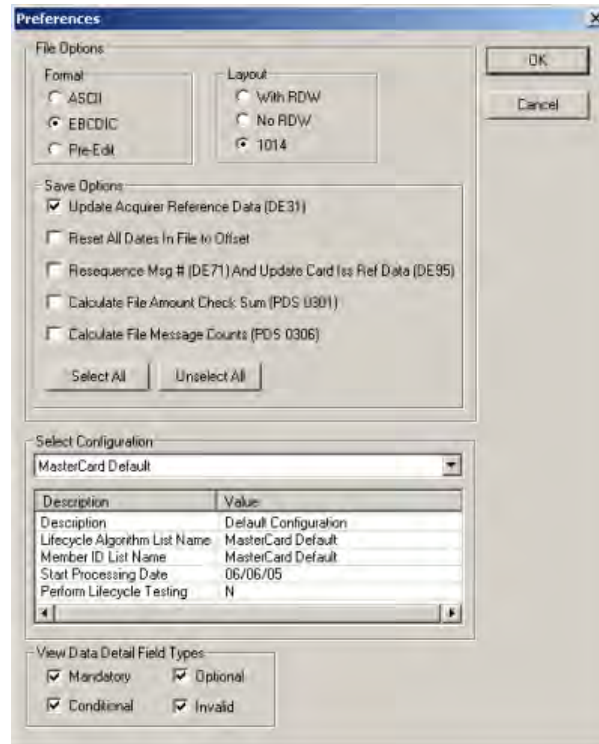 Preferences
File Options
Format
ASCII
EBCDIC
Pre-Edit
Layout
With RDW
No RDW
1014
OK
Cancel
Save Options
Update Acquirer Reference Data (DE31)
Reset All Dates In File to Offset
Resequence Msg # (DE71) And Update Card Iss Ref Data (DE95)
Calculate File Amount Check Sum (PDS 0301)
Calculate File Message Counts (PDS 0306)
Select All Unselect All
Select Configuration
MasterCard Default
Description Value
Description Default Configuration
Lifecycle Algorithm List Name MasterCard Default
Member ID List Name MasterCard Default
Start Processing Date 06/06/05
Perform Lifecycle Testing N
View Data Detail Field Types
Mandatory Optional
Conditional Invalid